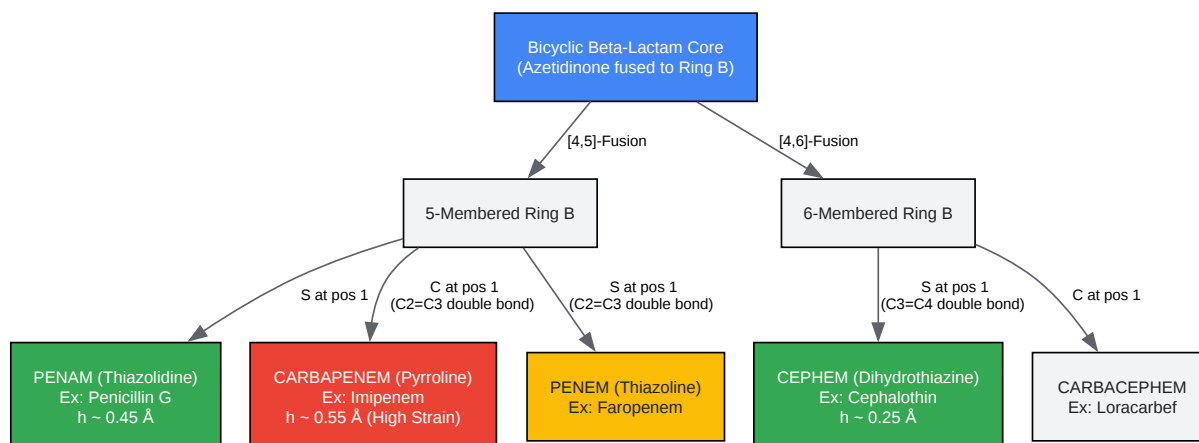 Bicyclic Beta-Lactam Core
(Azetidinone fused to Ring B)
[4,5]-Fusion
[4,6]-Fusion
5-Membered Ring B
6-Membered Ring B
S at pos 1
C at pos 1
(C2=C3 double bond)
S at pos 1
(C2=C3 double bond)
S at pos 1
(C3=C4 double bond)
C at pos 1
PENAM (Thiazolidine)
Ex: Penicillin G
h ~ 0.45 Å
CARBAPENEM (Pyrroline)
Ex: Imipenem
h ~ 0.55 Å (High Strain)
PENEM (Thiazoline)
Ex: Faropenem
CEPHEM (Dihydrothiazine)
Ex: Cephalothin
h ~ 0.25 Å
CARBACEPHEM
Ex: Loracarbef